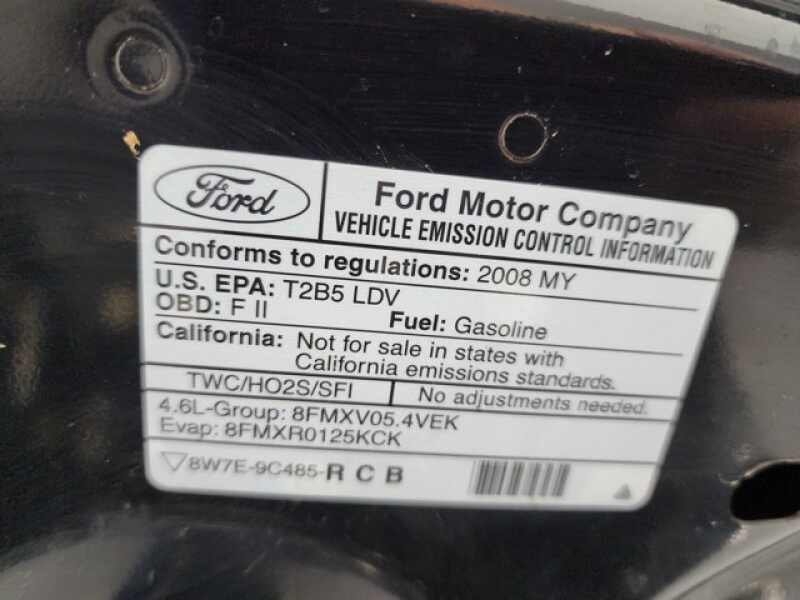 Ford
Ford Motor Company
VEHICLE EMISSION CONTROL INFORMATION
Conforms to regulations: 2008 MY
U.S. EPA: T2B5 LDV
OBD: F II
Fuel: Gasoline
California: Not for sale in states with
California emissions standards.
TWC/HO2S/SFI
No adjustments needed.
4.6L-Group: 8FMXV05.4VEK
Evap: 8FMXR0125KCK
8W7E-9C485-R C B